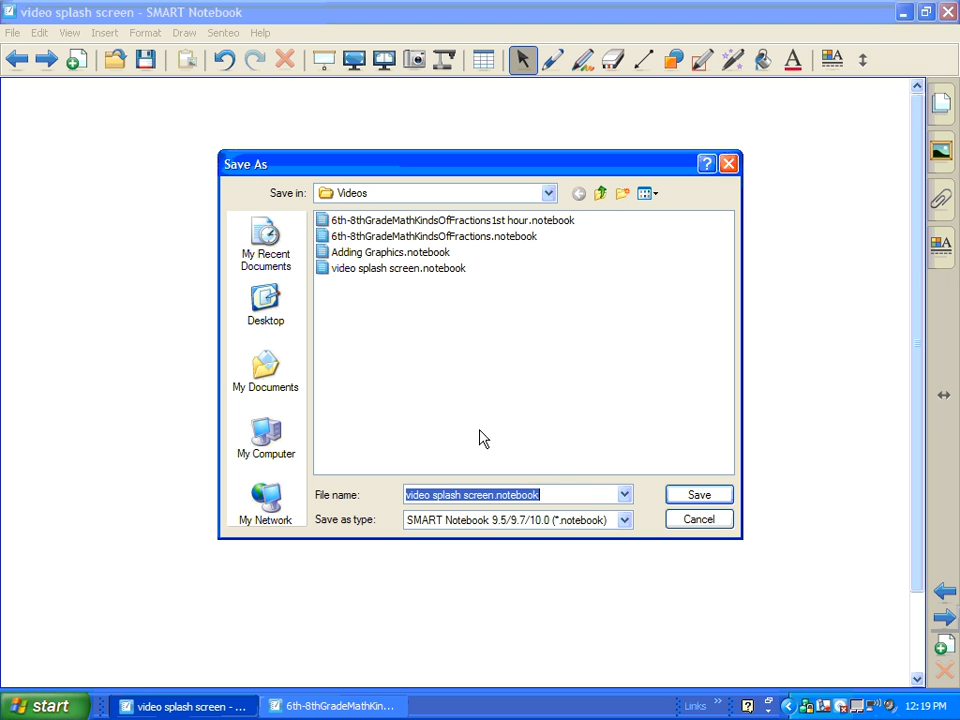 video splash screen - SMART Notebook
File Edit View Insert Format Draw Senteo Help
Save As
Save in: Videos
6th-8thGradeMathKindsOfFractions1st hour.notebook
6th-8thGradeMathKindsOfFractions.notebook
Adding Graphics.notebook
video splash screen.notebook
My Recent
Documents
Desktop
My Documents
My Computer
My Network
File name: video splash screen.notebook Save
Save as type: SMART Notebook 9.5/9.7/10.0 (*.notebook) Cancel
start video splash screen - ... 6th-8thGradeMathKin... Links » 12:19 PM